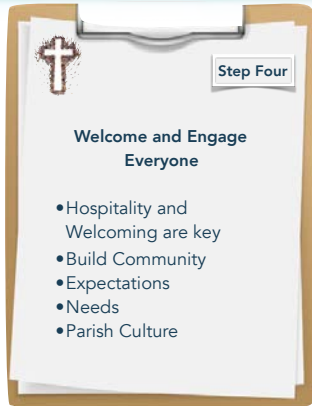 Step Four
Welcome and Engage
Everyone
•Hospitality and
Welcoming are key
•Build Community
•Expectations
•Needs
•Parish Culture